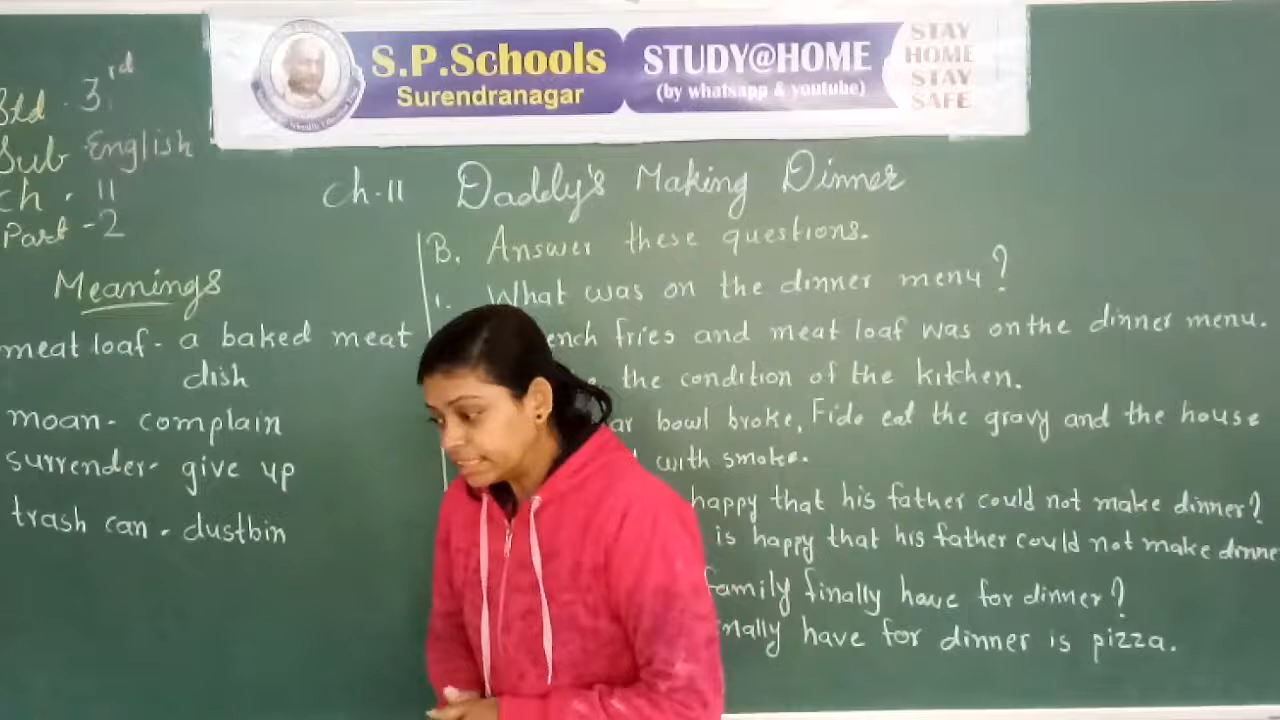 S.P.Schools
Surendranagar
STUDY@HOME
(by whatsapp & youtube)
STAY
HOME
STAY
SAFE
Std . 3rd
Sub English
Ch . 11
Part - 2
Ch. 11 Daddy's Making Dinner
Meanings
meat loaf - a baked meat
dish
moan - complain
surrender - give up
trash can - dustbin
B. Answer these questions.
1. What was on the dinner menu?
ench fries and meat loaf was on the dinner menu.
the condition of the kitchen.
ar bowl broke, Fido eat the gravy and the house
with smoke.
happy that his father could not make dinner?
is happy that his father could not make dinne
family finally have for dinner?
nally have for dinner is pizza.